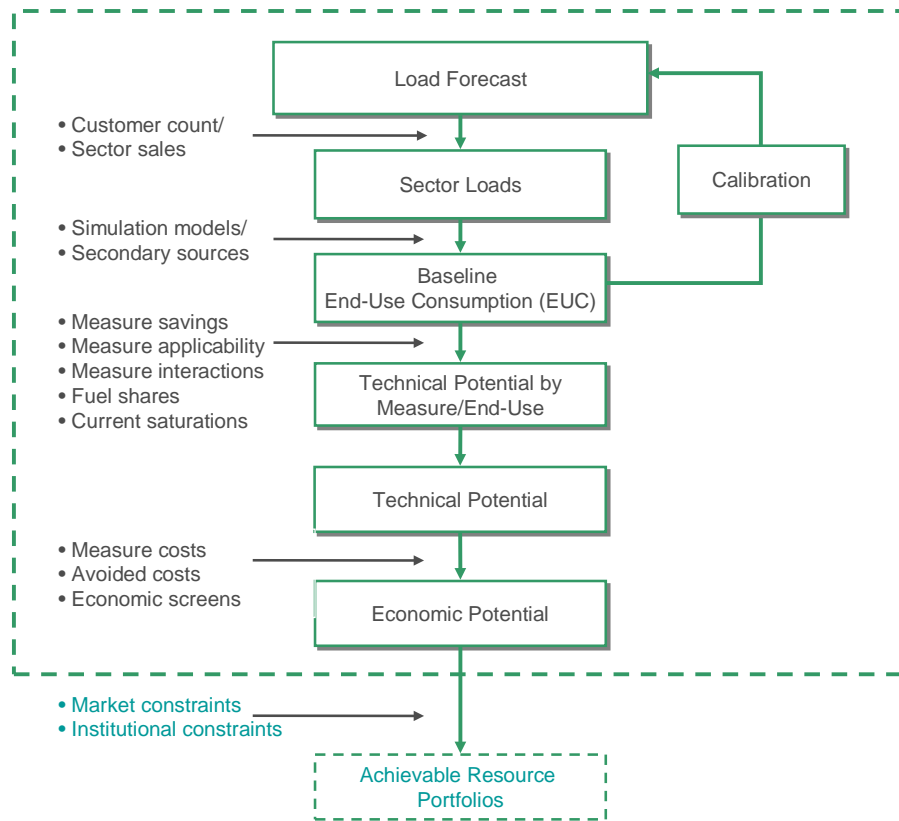 Load Forecast
• Customer count/
• Sector sales
Sector Loads
Calibration
• Simulation models/
• Secondary sources
Baseline
End-Use Consumption (EUC)
• Measure savings
• Measure applicability
• Measure interactions
• Fuel shares
• Current saturations
Technical Potential by
Measure/End-Use
Technical Potential
• Measure costs
• Avoided costs
• Economic screens
Economic Potential
• Market constraints
• Institutional constraints
Achievable Resource
Portfolios